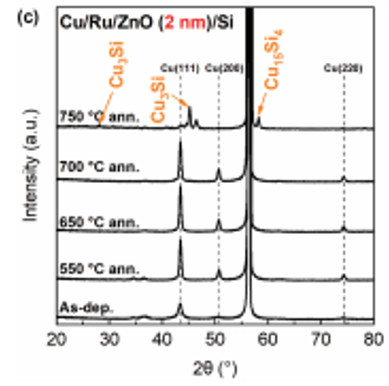 (c)
Cu/Ru/ZnO (2 nm)/Si
Cu₃Si
Cu₃Si
Cu₁₅Si₄
Cu(111)
Cu(200)
Cu(220)
750 °C ann.
700 °C ann.
650 °C ann.
550 °C ann.
As-dep.
Intensity (a.u.)
20 30 40 50 60 70 80
2θ (°)